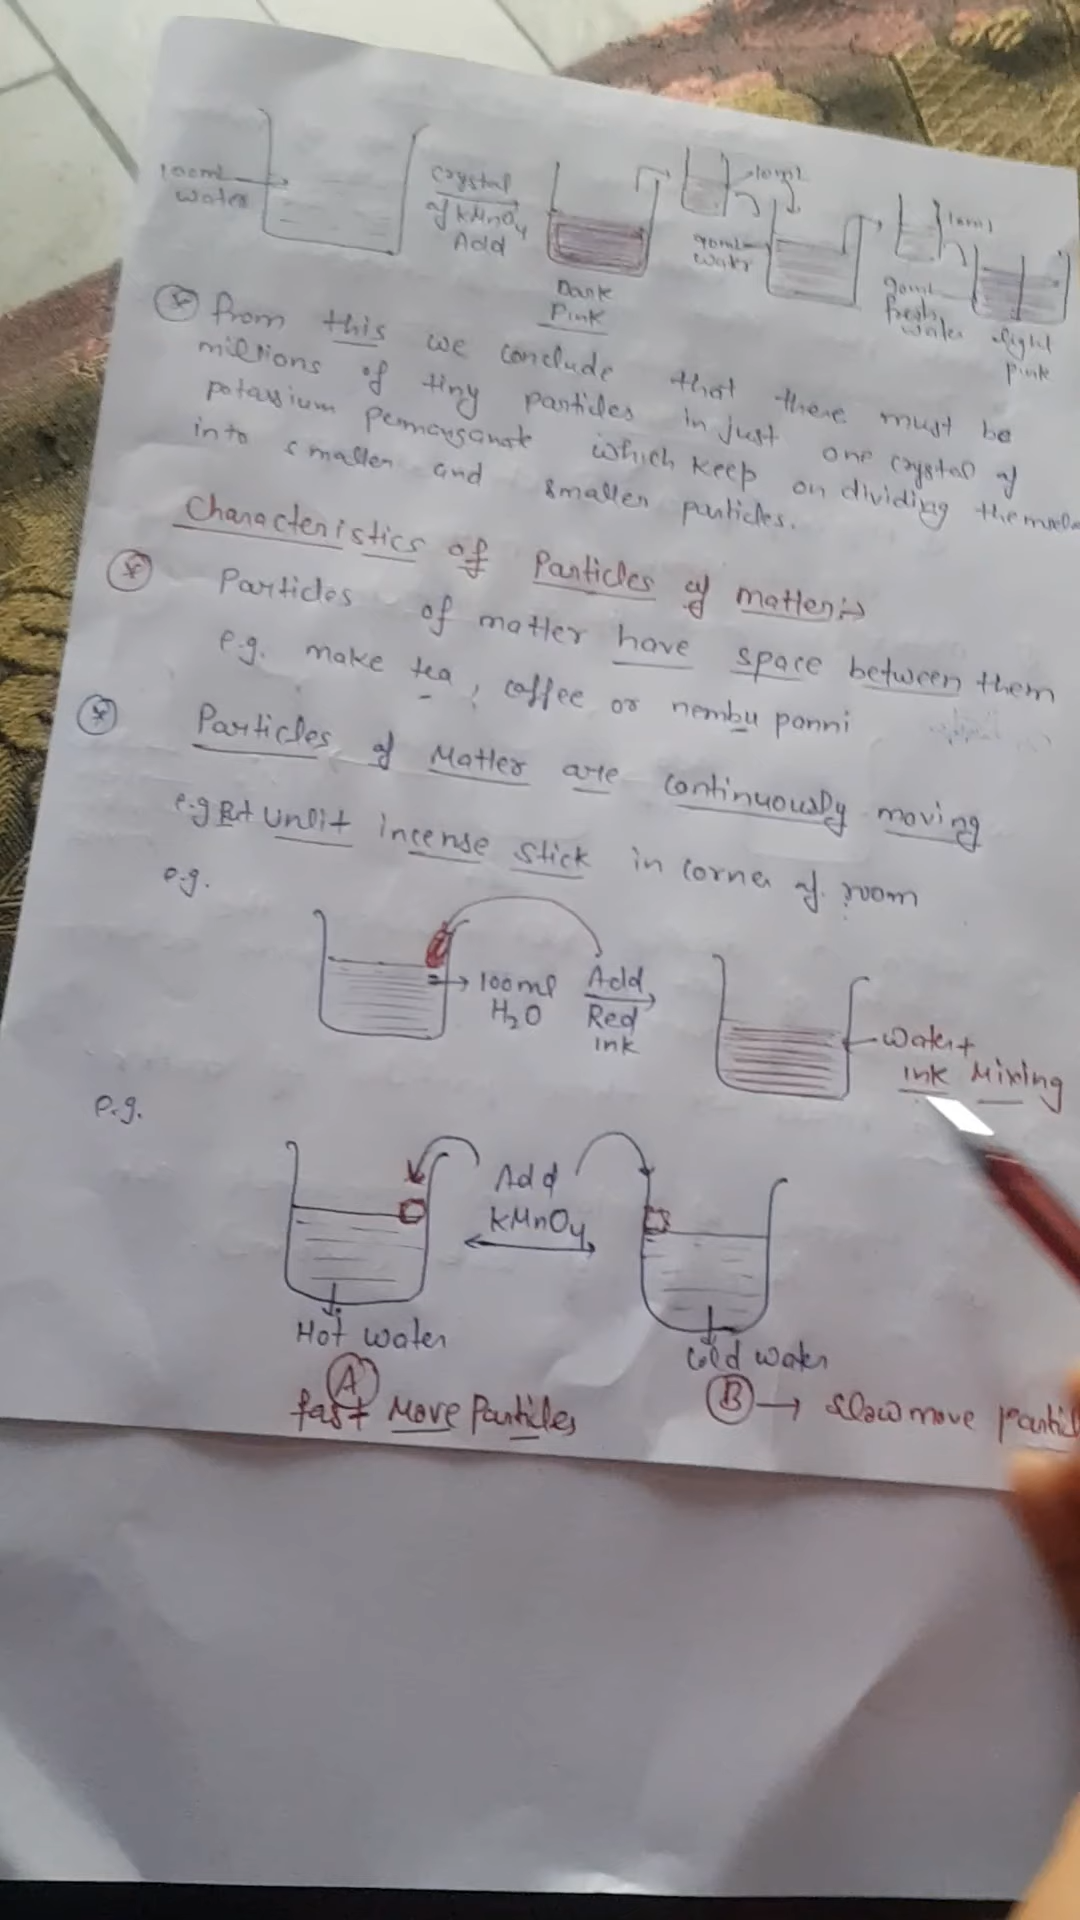 100ml
water
Crystal
of KMnO4
Add
Dark
Pink
10ml
90ml
water
10ml
90ml
fresh
water
slight
pink
from this we conclude that there must be
millions of tiny particles in just one crystal of
potassium permanganate which keep on dividing themselves
into smaller and smaller particles.
Characteristics of Particles of matter:→
Particles of matter have space between them
e.g. make tea, coffee or nembu panni
Particles of Matter are continuously moving
e.g Put Unlit incense stick in corner of room
e.g.
100ml
H2O
Add
Red
ink
Water+
ink Mixing
e.g.
Add
KMnO4
Hot water
Cold water
A
fast Move Particles
B → Slow move parti